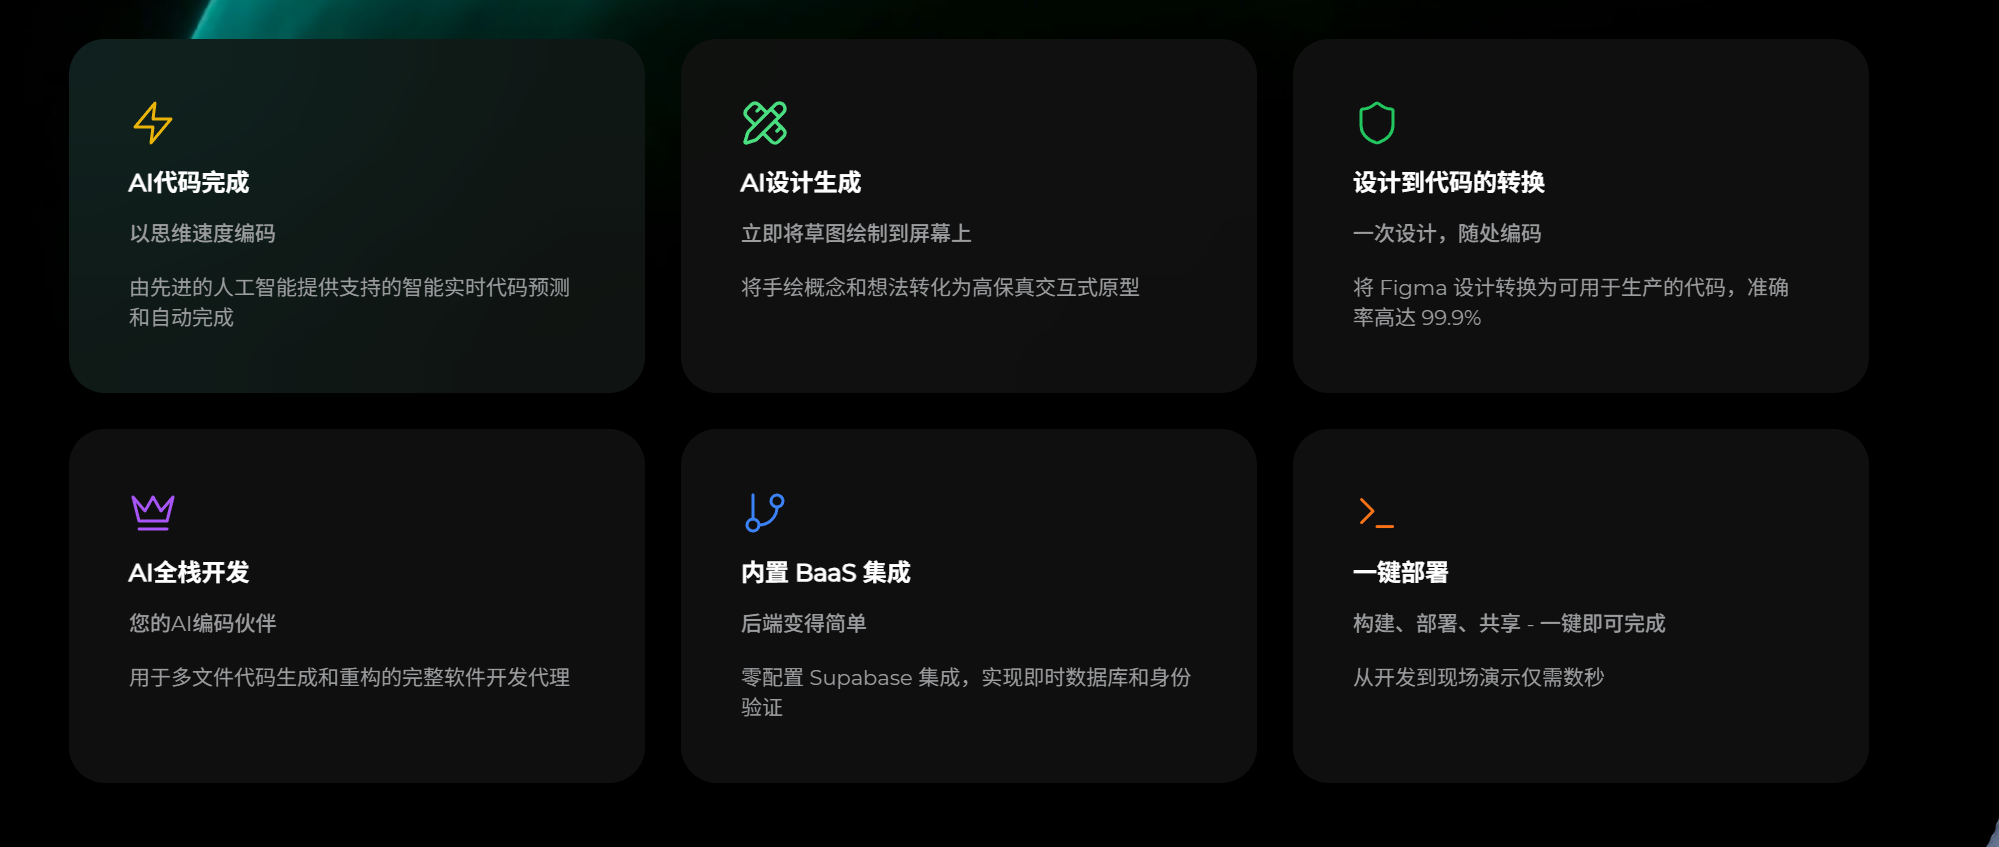 AI代码完成
以思维速度编码
由先进的人工智能提供支持的智能实时代码预测
和自动完成
AI设计生成
立即将草图绘制到屏幕上
将手绘概念和想法转化为高保真交互式原型
设计到代码的转换
一次设计，随处编码
将 Figma 设计转换为可用于生产的代码，准确
率高达 99.9%
AI全栈开发
您的AI编码伙伴
用于多文件代码生成和重构的完整软件开发代理
内置 BaaS 集成
后端变得简单
零配置 Supabase 集成，实现即时数据库和身份
验证
一键部署
构建、部署、共享 - 一键即可完成
从开发到现场演示仅需数秒